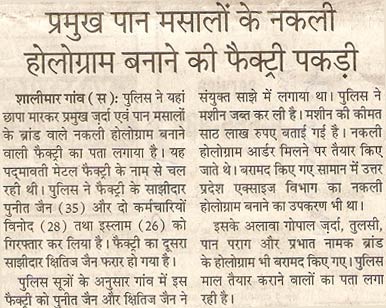 प्रमुख पान मसालों के नकली
होलोग्राम बनाने की फैक्ट्री पकड़ी
शालीमार गांव (स): पुलिस ने यहां
छापा मारकर प्रमुख जर्दा एवं पान मसालों
के ब्रांड वाले नकली होलोग्राम बनाने
वाली फैक्ट्री का पता लगाया है। यह
पद्मावती मेटल फैक्ट्री के नाम से चल
रही थी। पुलिस ने फैक्ट्री के साझीदार
पुनीत जैन (35) और दो कर्मचारियों
विनोद (28) तथा इस्लाम (26) को
गिरफ्तार कर लिया है। फैक्ट्री का दूसरा
साझीदार क्षितिज जैन फरार हो गया है।
पुलिस सूत्रों के अनुसार गांव में इस
फैक्ट्री को पुनीत जैन और क्षितिज जैन ने
संयुक्त साझे में लगाया था। पुलिस ने
मशीन जब्त कर ली है। मशीन की कीमत
साठ लाख रुपए बताई गई है। नकली
होलोग्राम आर्डर मिलने पर तैयार किए
जाते थे। बरामद किए गए सामान में उत्तर
प्रदेश एक्साइज विभाग का नकली
होलोग्राम बनाने का उपकरण भी था।
इसके अलावा गोपाल जर्दा, तुलसी,
पान पराग और प्रभात नामक ब्रांड
के होलोग्राम भी बरामद किए गए। पुलिस
माल तैयार कराने वालों का पता लगा
रही है।